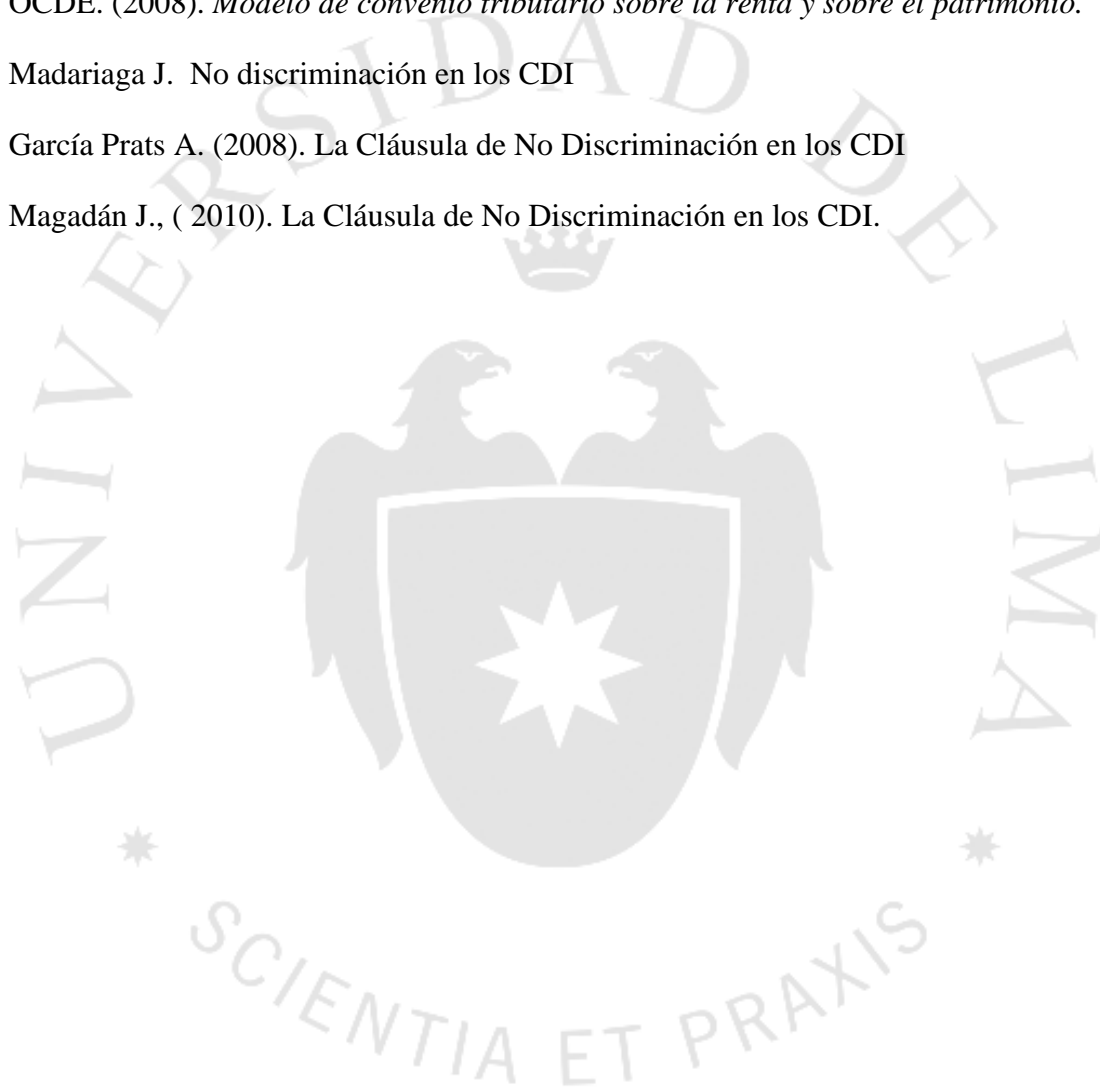 OCDE. (2008). Modelo de convenio tributario sobre la renta y sobre el patrimonio.
Madariaga J.  No discriminación en los CDI
García Prats A. (2008). La Cláusula de No Discriminación en los CDI
Magadán J., ( 2010). La Cláusula de No Discriminación en los CDI.
UNIVERSIDAD DE LIMA
SCIENTIA ET PRAXIS